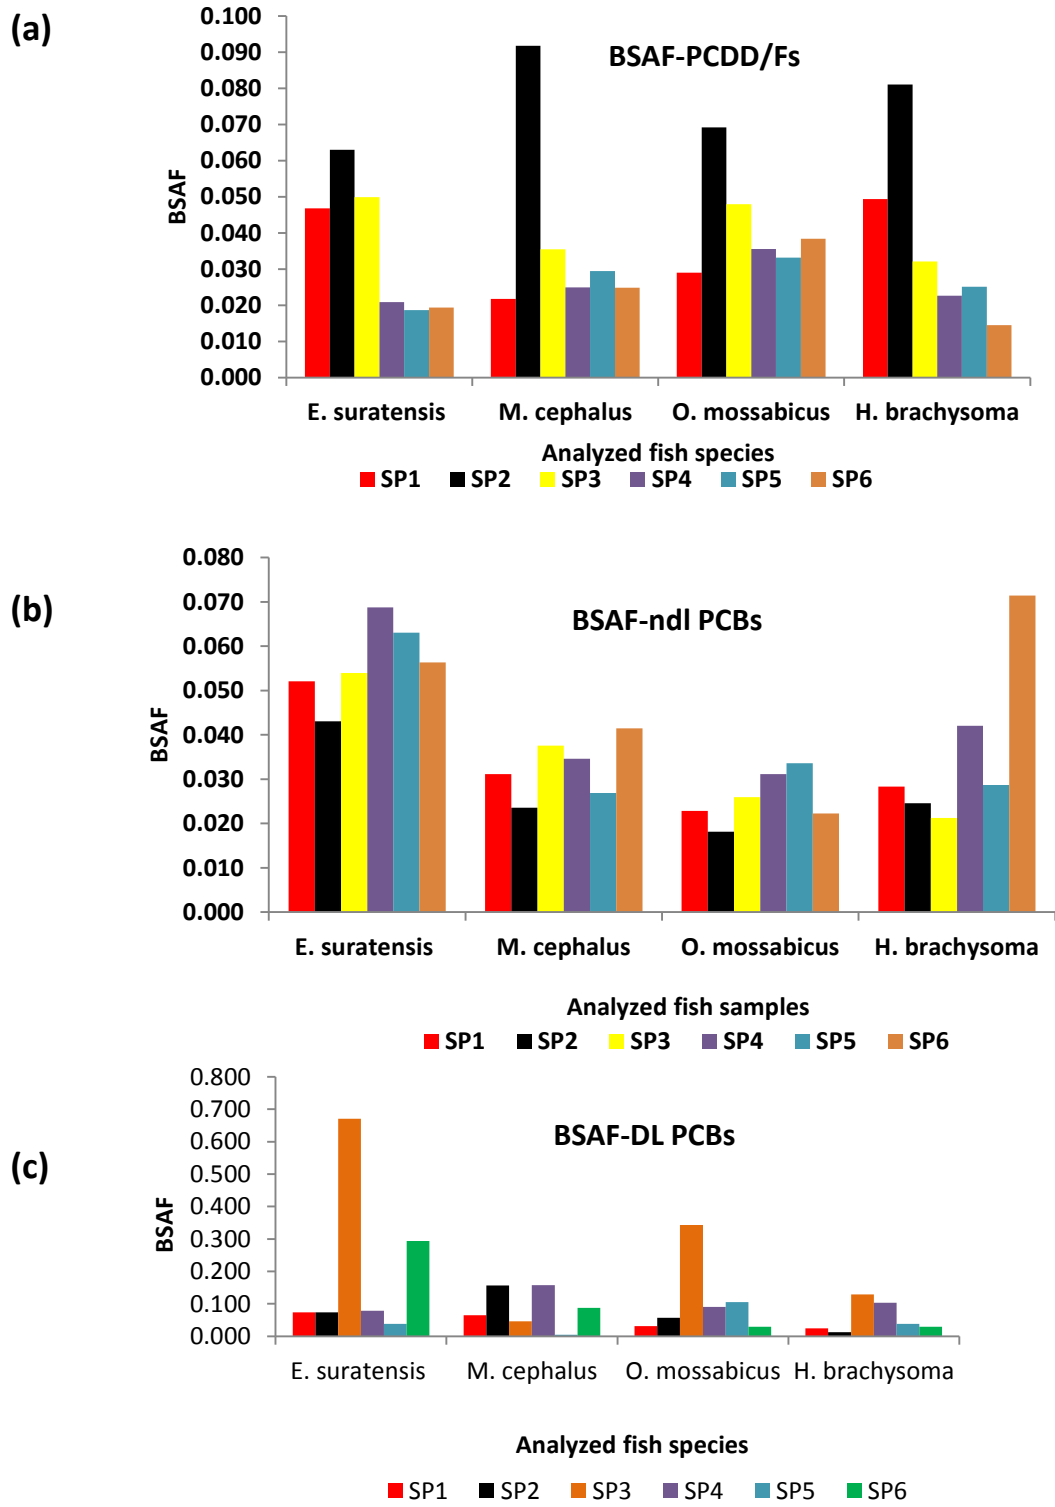 (a)
BSAF-PCDD/Fs
0.100
0.090
0.080
0.070
0.060
0.050
0.040
0.030
0.020
0.010
0.000
BSAF
E. suratensis M. cephalus O. mossabicus H. brachysoma
Analyzed fish species
SP1 SP2 SP3 SP4 SP5 SP6
(b)
BSAF-ndl PCBs
0.080
0.070
0.060
0.050
0.040
0.030
0.020
0.010
0.000
BSAF
E. suratensis M. cephalus O. mossabicus H. brachysoma
Analyzed fish samples
SP1 SP2 SP3 SP4 SP5 SP6
(c)
BSAF-DL PCBs
0.800
0.700
0.600
0.500
0.400
0.300
0.200
0.100
0.000
BSAF
E. suratensis M. cephalus O. mossabicus H. brachysoma
Analyzed fish species
SP1 SP2 SP3 SP4 SP5 SP6